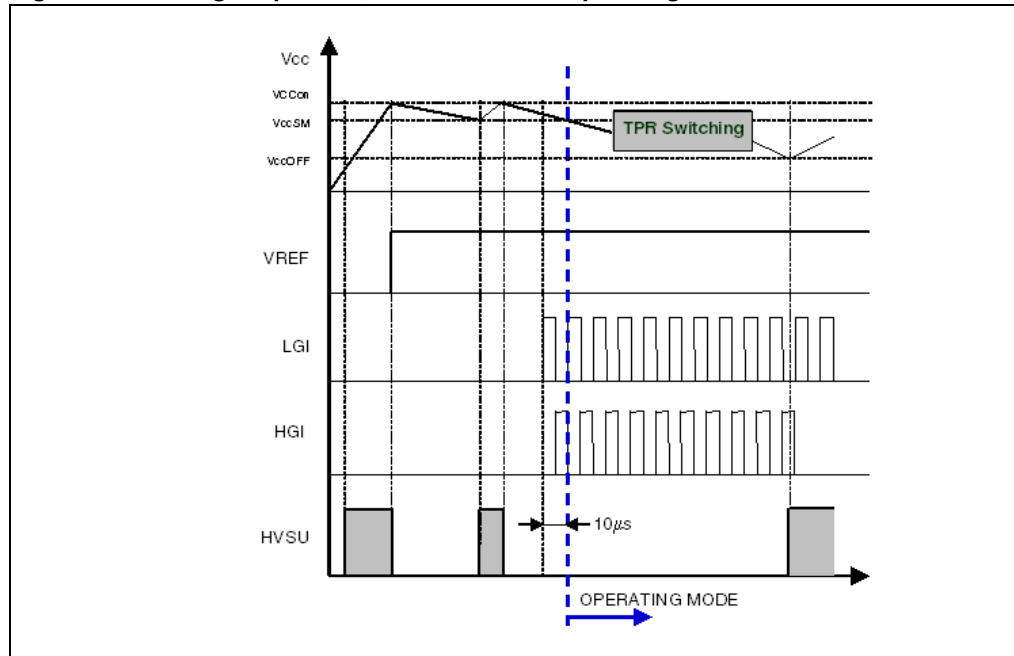 Vcc
VCCon
VccSM
TPR Switching
VccOFF
VREF
LGI
HGI
10μs
HVSU
OPERATING MODE